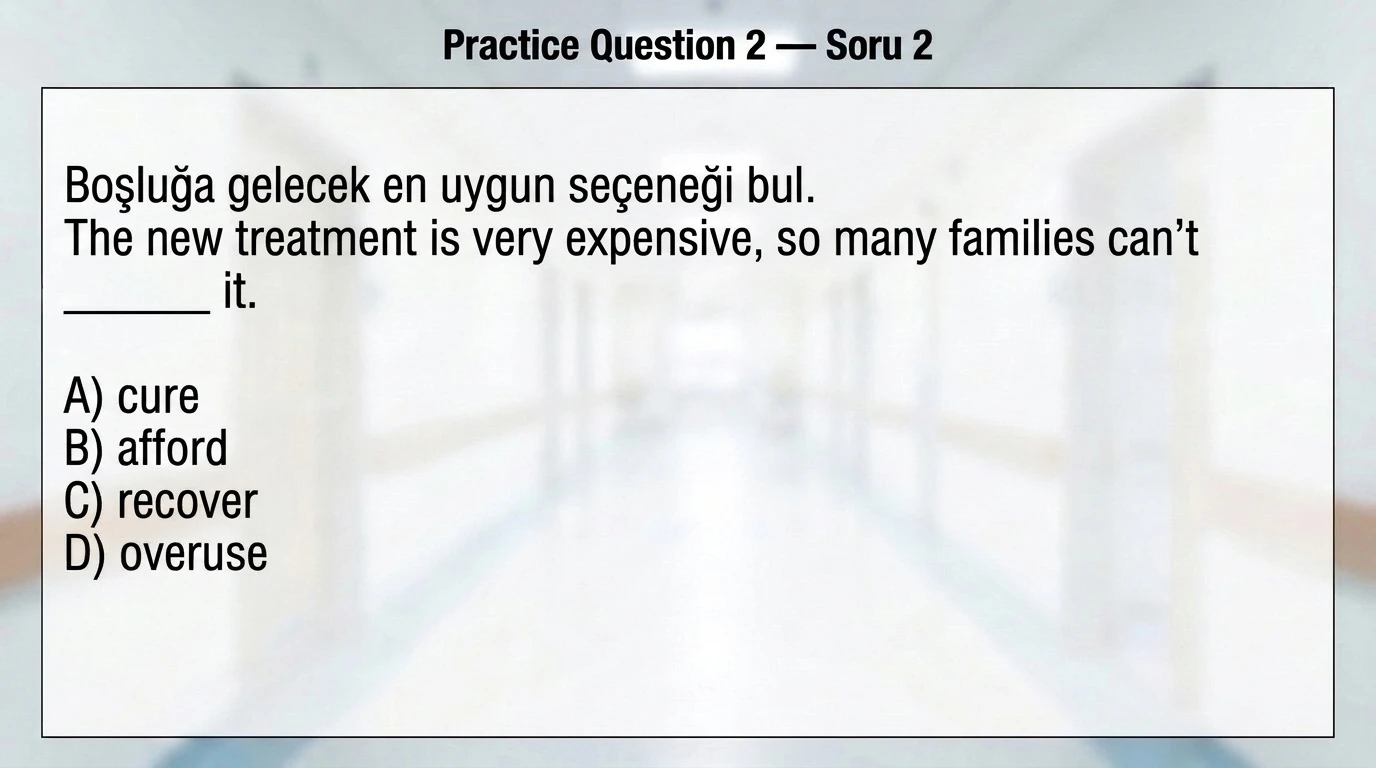 Practice Question 2 — Soru 2
Boşluğa gelecek en uygun seçeneği bul.
The new treatment is very expensive, so many families can’t
______ it.
A) cure
B) afford
C) recover
D) overuse